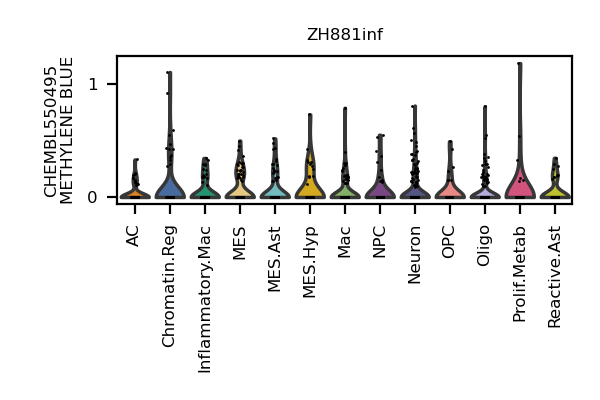 ZH881inf
CHEMBL550495
METHYLENE BLUE
1
0
AC
Chromatin.Reg
Inflammatory.Mac
MES
MES.Ast
MES.Hyp
Mac
NPC
Neuron
OPC
Oligo
Prolif.Metab
Reactive.Ast